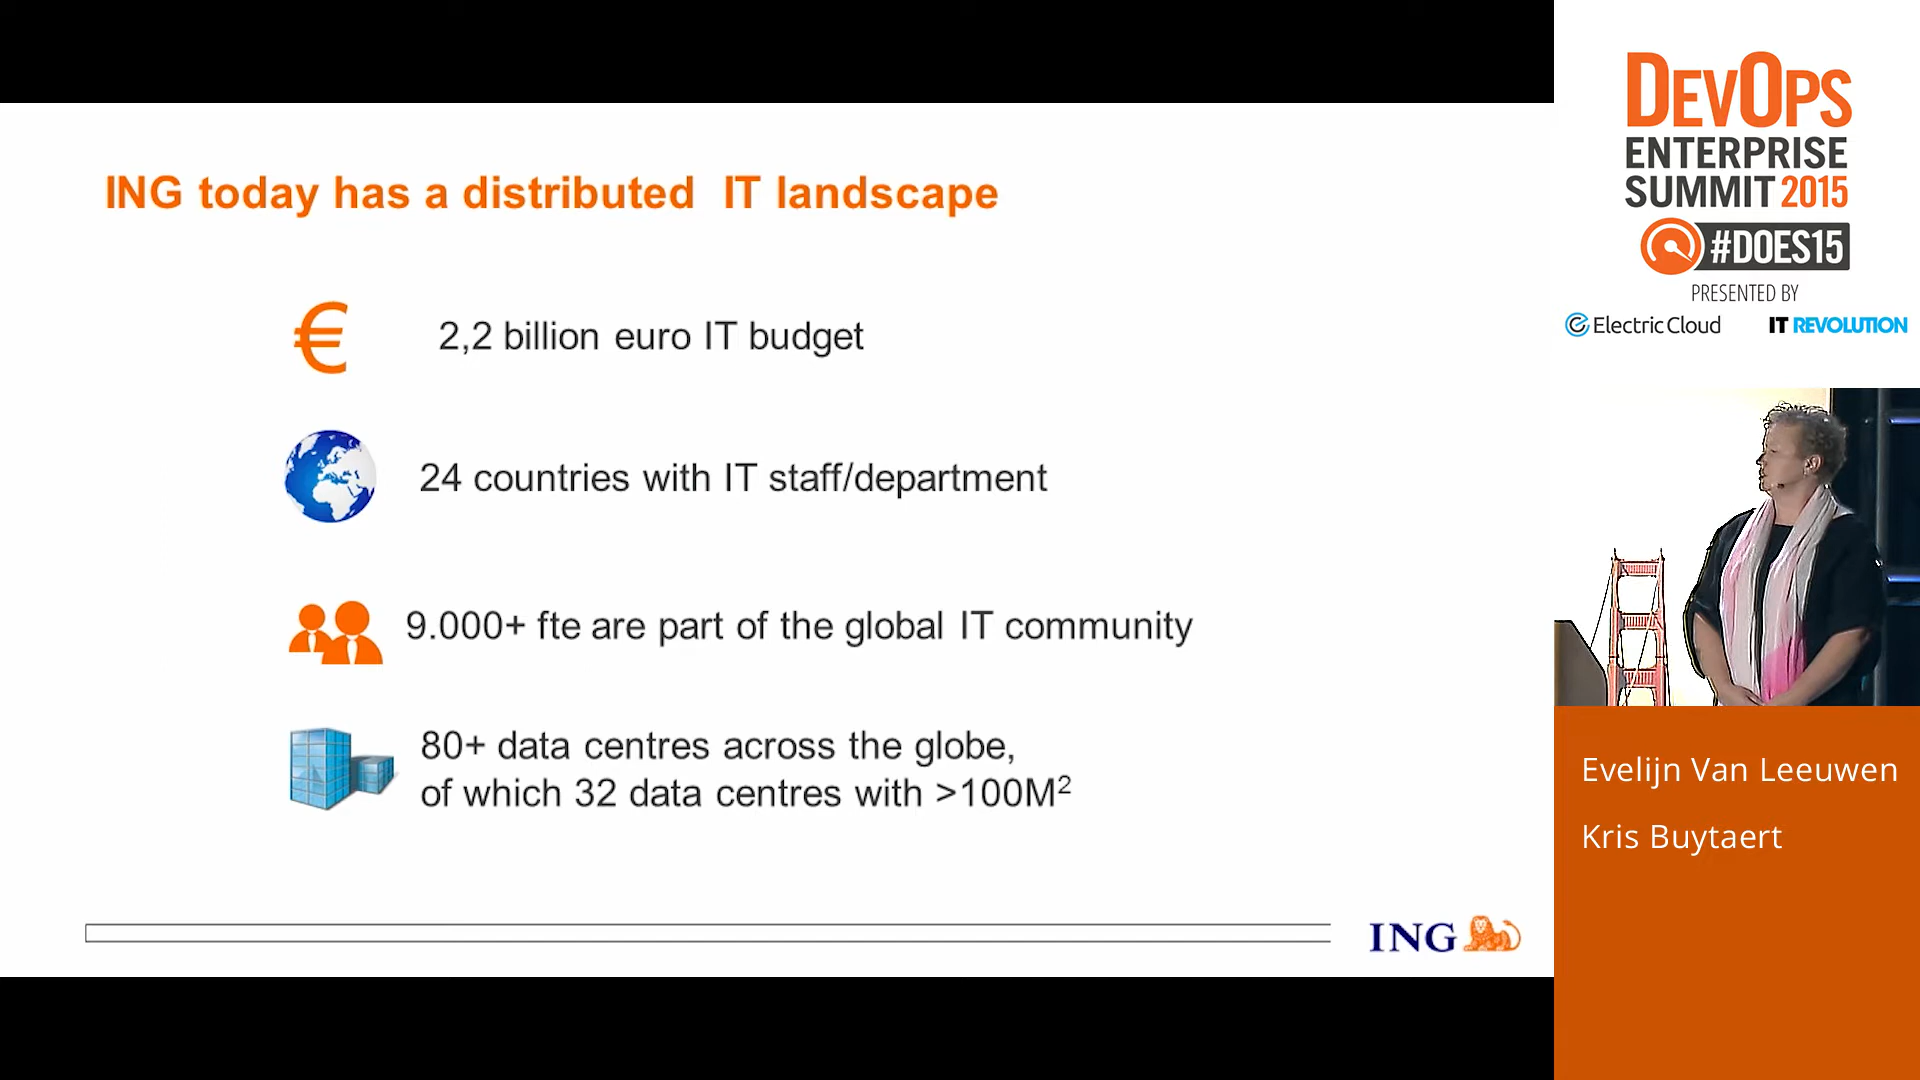 ING today has a distributed IT landscape
€
2,2 billion euro IT budget
24 countries with IT staff/department
9.000+ fte are part of the global IT community
80+ data centres across the globe,
of which 32 data centres with >100M²
ING
DEVOPS
ENTERPRISE
SUMMIT 2015
#DOES15
PRESENTED BY
Electric Cloud
IT REVOLUTION
Evelijn Van Leeuwen
Kris Buytaert